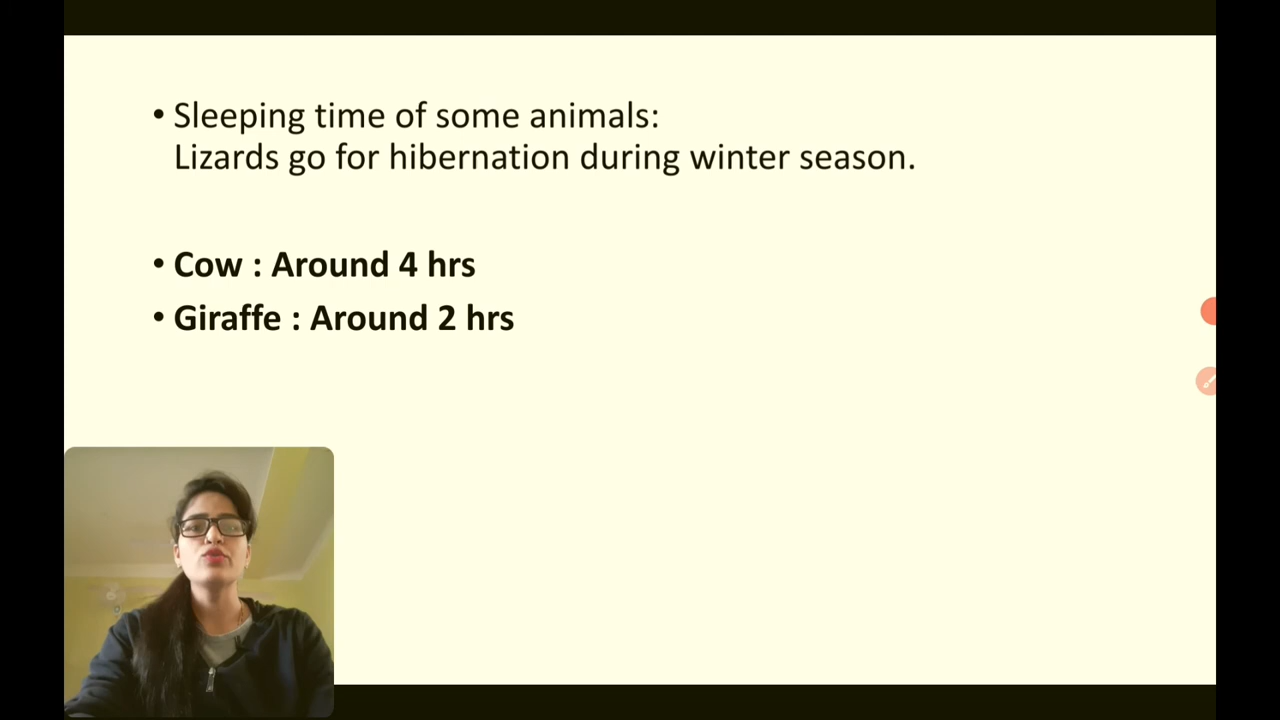 • Sleeping time of some animals:
Lizards go for hibernation during winter season.
• Cow : Around 4 hrs
• Giraffe : Around 2 hrs